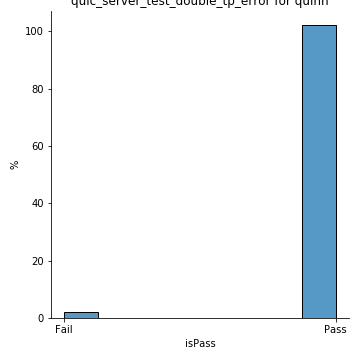 quic_server_test_double_tp_error for quinn
100
80
60
40
20
0
%
Fail
Pass
isPass